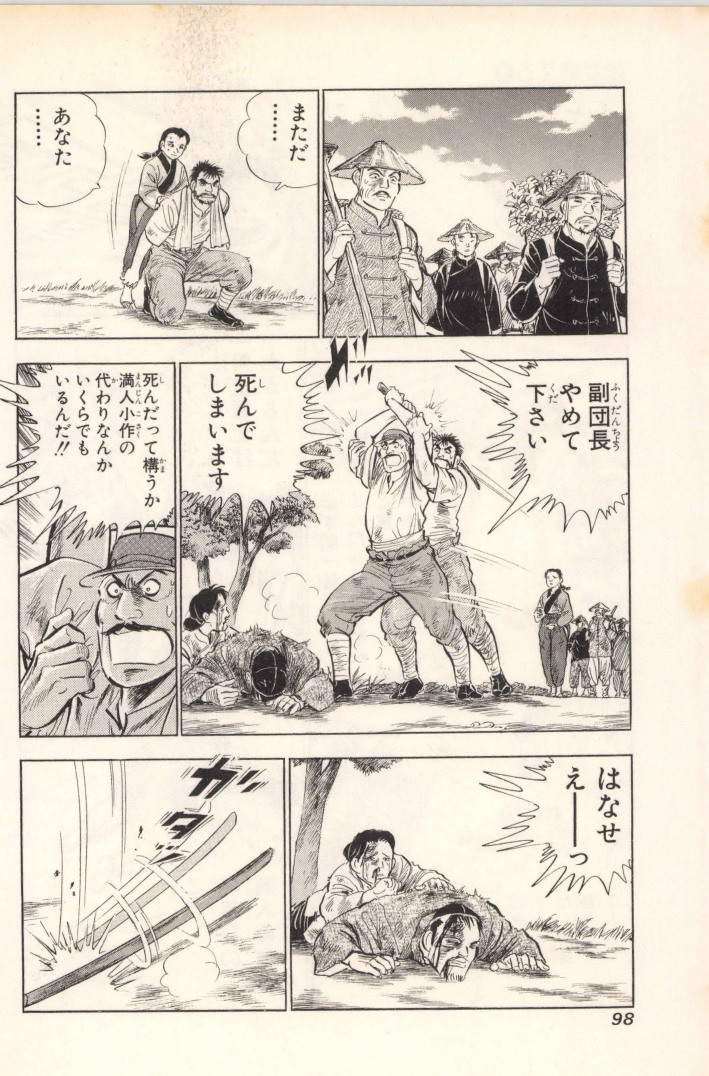 まただ
……
あなた
……
副団長
やめて
下さい
死んで
しまいます
死んだって構うか
満人小作の
代わりなんか
いくらでも
いるんだ!!
はなせ
えーーっ
ガタ
98